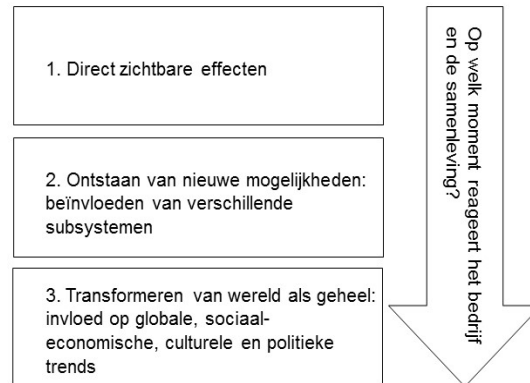 1. Direct zichtbare effecten
2. Ontstaan van nieuwe mogelijkheden:
beïnvloeden van verschillende
subsystemen
3. Transformeren van wereld als geheel:
invloed op globale, sociaal-
economische, culturele en politieke
trends
Op welk moment reageert het bedrijf
en de samenleving?